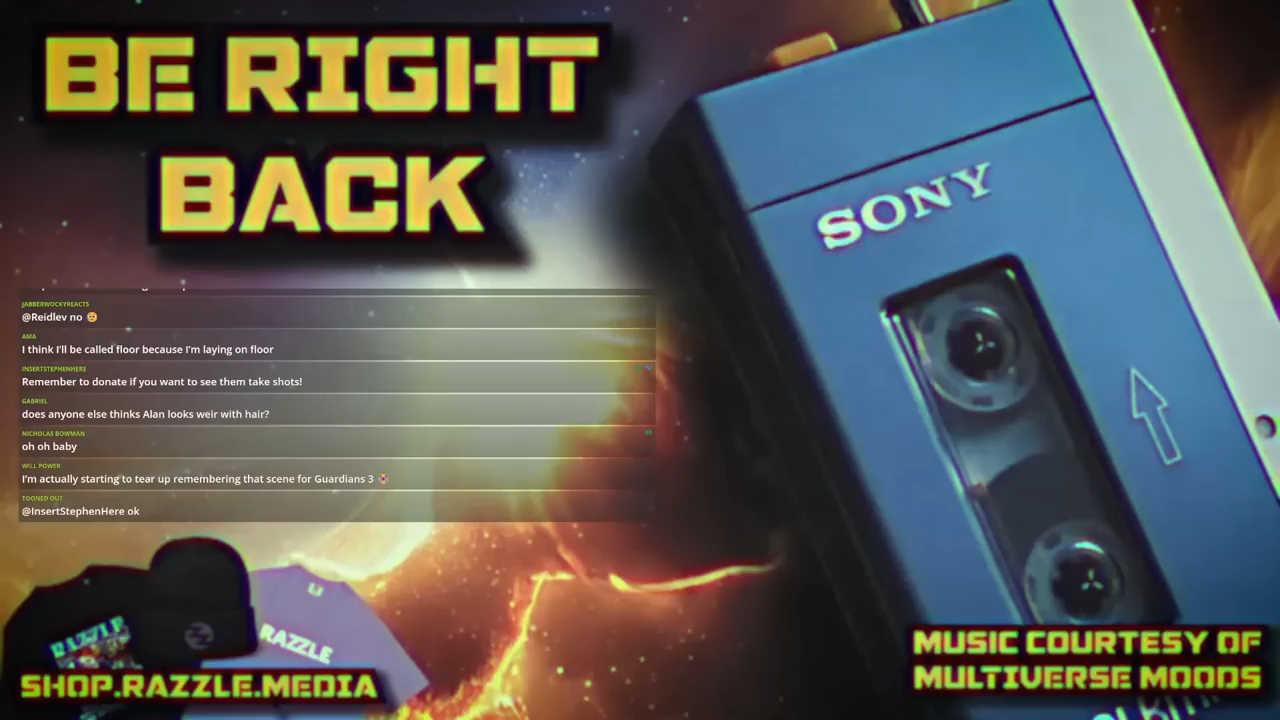 BE RIGHT
BACK
SONY
JABBERWOCKYREACTS
@Reidlev no
AMA
I think I'll be called floor because I'm laying on floor
INSERTSTEPHENHERE
Remember to donate if you want to see them take shots!
GABRIEL
does anyone else thinks Alan looks weir with hair?
NICHOLAS BOWMAN
oh oh baby
WILL POWER
I'm actually starting to tear up remembering that scene for Guardians 3
TOONED OUT
@InsertStephenHere ok
RAZZLE
RAZZLE
SHOP.RAZZLE.MEDIA
MUSIC COURTESY OF
MULTIVERSE MOODS